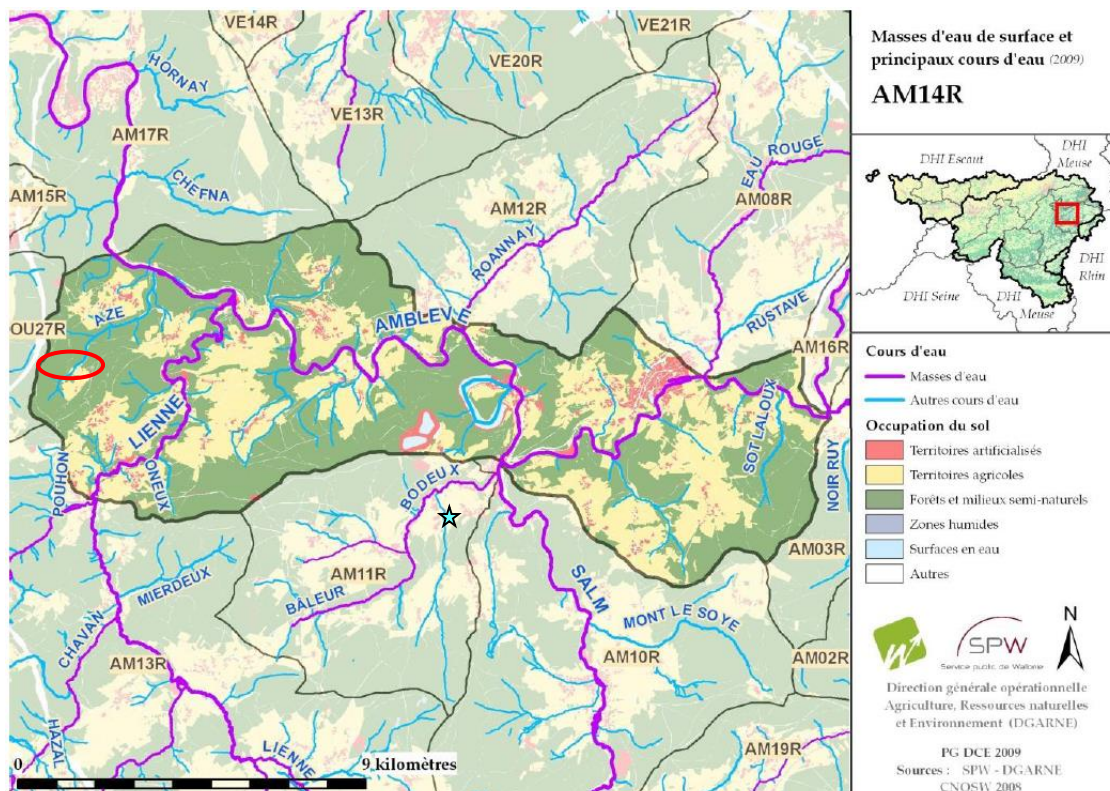 VE14R
VE21R
VE20R
HORNAY
VE13R
AM17R
EAU ROUGE
CHEFNA
AM15R
AM12R
AM08R
ROANNAY
AMBLEVE
RUSTAVE
AZE
OU27R
AM16R
LIENNE
SOT LALOUX
POUHON
ONEUX
BODEUX
NOIR RUY
AM03R
AM11R
SALM
MIERDEUX
BALEUR
MONT LE SOYE
CHAVAN
AM13R
AM10R
AM02R
HAZAL
LIENNE
AM19R
0
9 kilomètres
Masses d'eau de surface et
principaux cours d'eau (2009)
AM14R
DHI Escaut
DHI
Meuse
DHI
Rhin
DHI Seine
DHI
Meuse
Cours d'eau
Masses d'eau
Autres cours d'eau
Occupation du sol
Territoires artificialisés
Territoires agricoles
Forêts et milieux semi-naturels
Zones humides
Surfaces en eau
Autres
SPW
Service public de Wallonie
N
Direction générale opérationnelle
Agriculture, Ressources naturelles
et Environnement (DGARNE)
PG DCE 2009
Sources : SPW - DGARNE
CNOSW 2008